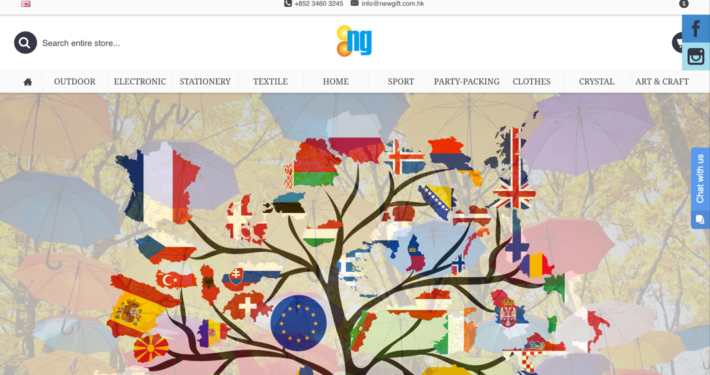 +852 3460 3245 info@newgift.com.hk
$
Search entire store...
ng
OUTDOOR ELECTRONIC STATIONERY TEXTILE HOME SPORT PARTY-PACKING CLOTHES CRYSTAL ART & CRAFT
Chat with us